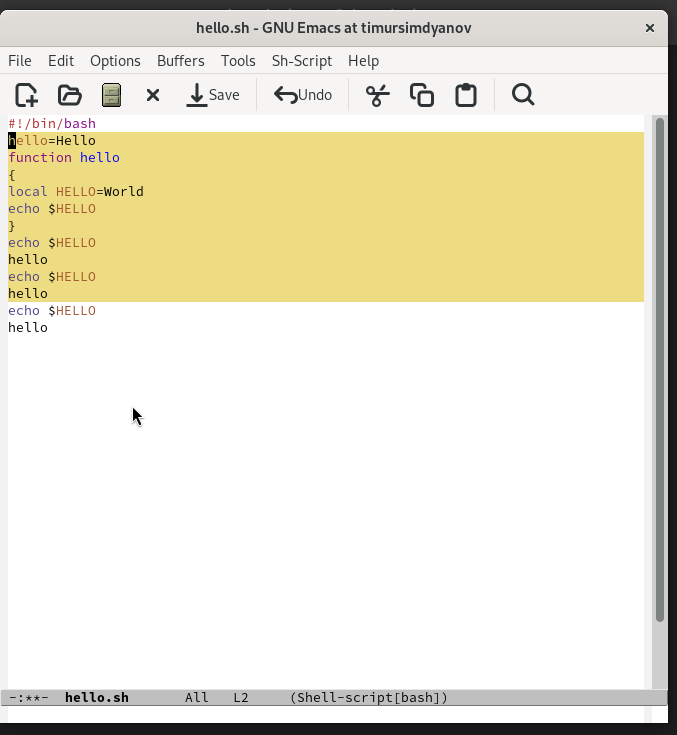 hello.sh - GNU Emacs at timursimdyanov
File Edit Options Buffers Tools Sh-Script Help
Save Undo
#!/bin/bash
hello=Hello
function hello
{
local HELLO=World
echo $HELLO
}
echo $HELLO
hello
echo $HELLO
hello
echo $HELLO
hello
-:**- hello.sh All L2 (Shell-script[bash])